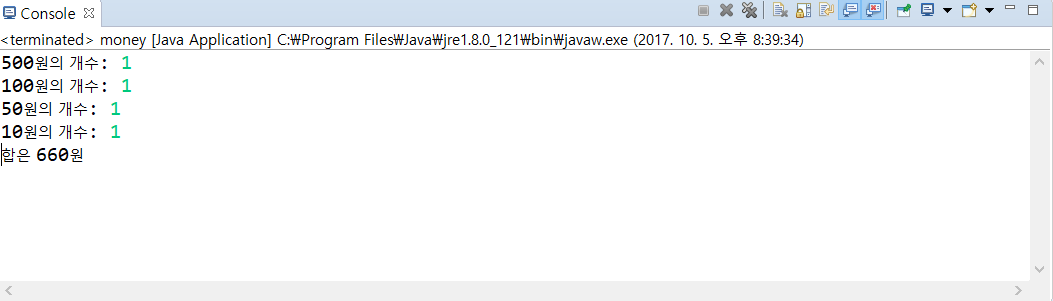 Console
<terminated> money [Java Application] C:₩Program Files₩Java₩jre1.8.0_121₩bin₩javaw.exe (2017. 10. 5. 오후 8:39:34)
500원의 개수: 1
100원의 개수: 1
50원의 개수: 1
10원의 개수: 1
합은 660원